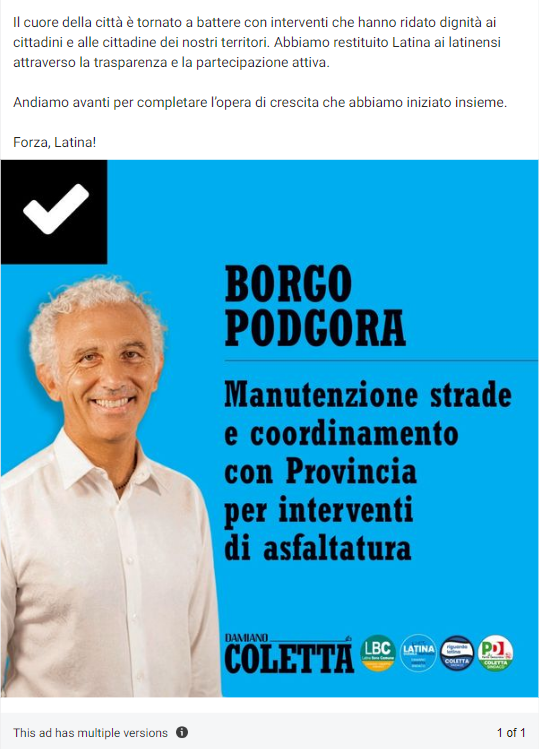 Il cuore della città è tornato a battere con interventi che hanno ridato dignità ai
cittadini e alle cittadine dei nostri territori. Abbiamo restituito Latina ai latinensi
attraverso la trasparenza e la partecipazione attiva.
Andiamo avanti per completare l'opera di crescita che abbiamo iniziato insieme.
Forza, Latina!
BORGO
PODGORA
Manutenzione strade
e coordinamento
con Provincia
per interventi
di asfaltatura
DAMIANO
COLETTA
LBC
LATINA
riguarda
latina
COLETTA
PD
COLETTA
SINDACO
This ad has multiple versions
1 of 1